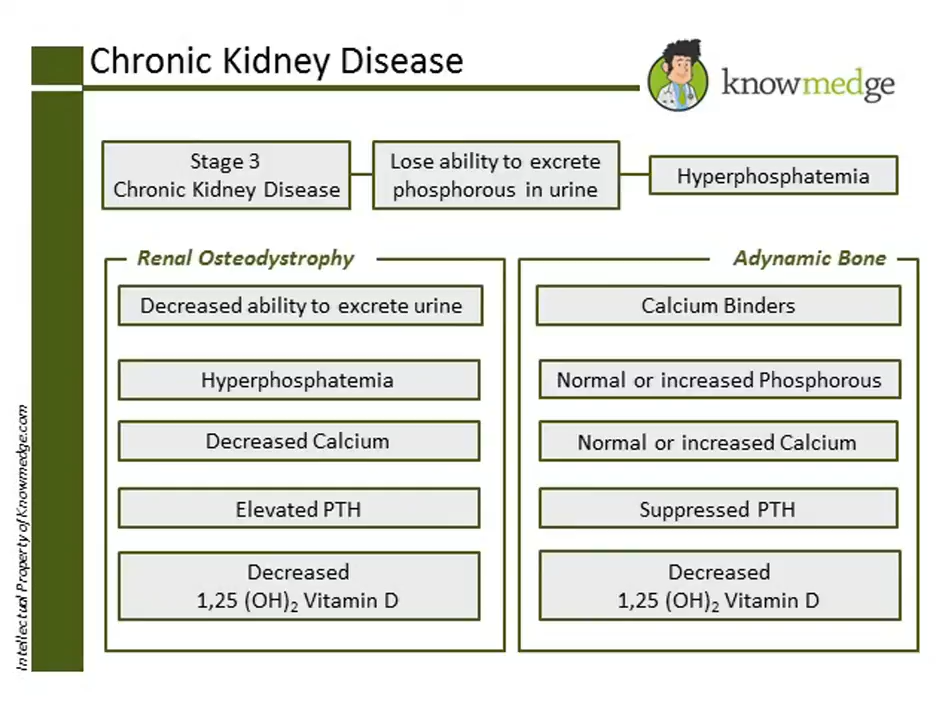 Chronic Kidney Disease
knowmedge
Stage 3
Chronic Kidney Disease
Lose ability to excrete
phosphorous in urine
Hyperphosphatemia
Renal Osteodystrophy
Decreased ability to excrete urine
Hyperphosphatemia
Decreased Calcium
Elevated PTH
Decreased
1,25 (OH)₂ Vitamin D
Adynamic Bone
Calcium Binders
Normal or increased Phosphorous
Normal or increased Calcium
Suppressed PTH
Decreased
1,25 (OH)₂ Vitamin D
Intellectual Property of Knowmedge.com